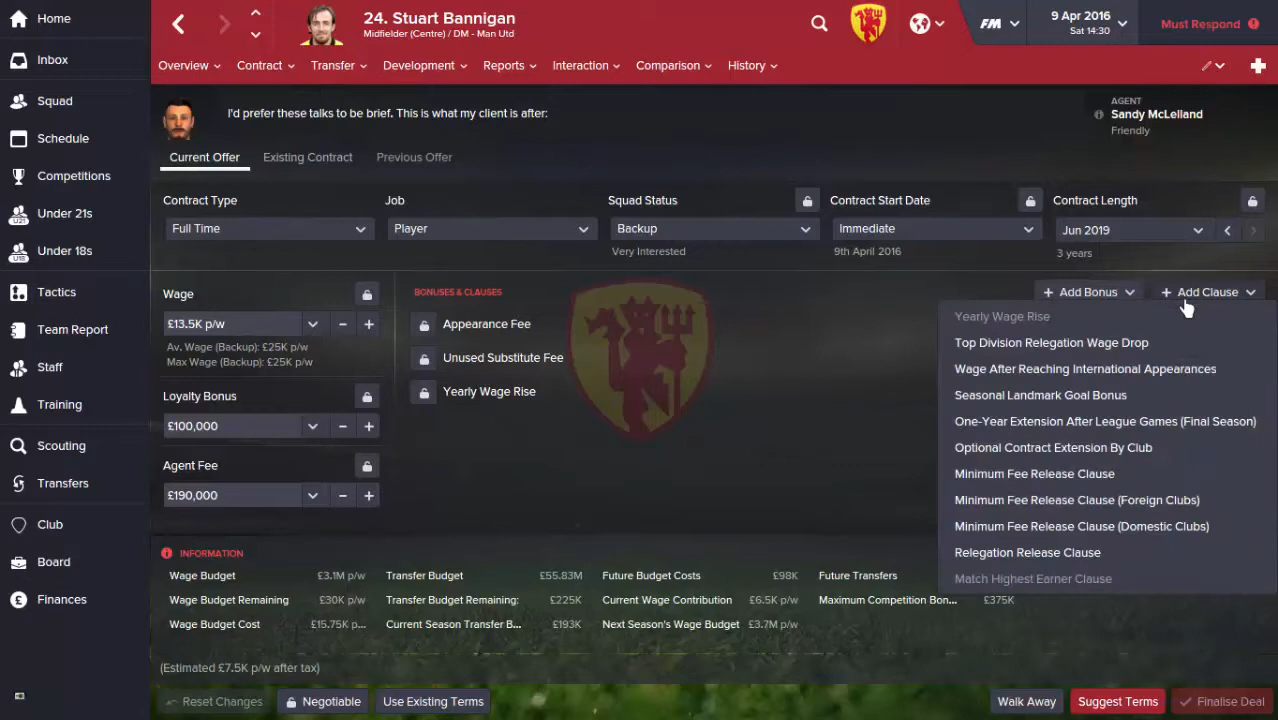 Home
Inbox
Squad
Schedule
Competitions
Under 21s
Under 18s
Tactics
Team Report
Staff
Training
Scouting
Transfers
Club
Board
Finances
24. Stuart Bannigan
Midfielder (Centre) / DM - Man Utd
FM
9 Apr 2016
Sat 14:30
Must Respond
Overview
Contract
Transfer
Development
Reports
Interaction
Comparison
History
I'd prefer these talks to be brief. This is what my client is after:
AGENT
Sandy McLelland
Friendly
Current Offer
Existing Contract
Previous Offer
Contract Type
Job
Squad Status
Contract Start Date
Contract Length
Full Time
Player
Backup
Immediate
Jun 2019
Very Interested
9th April 2016
3 years
Wage
£13.5K p/w
Av. Wage (Backup): £25K p/w
Max Wage (Backup): £25K p/w
Loyalty Bonus
£100,000
Agent Fee
£190,000
BONUSES & CLAUSES
Appearance Fee
Unused Substitute Fee
Yearly Wage Rise
+ Add Bonus
+ Add Clause
Yearly Wage Rise
Top Division Relegation Wage Drop
Wage After Reaching International Appearances
Seasonal Landmark Goal Bonus
One-Year Extension After League Games (Final Season)
Optional Contract Extension By Club
Minimum Fee Release Clause
Minimum Fee Release Clause (Foreign Clubs)
Minimum Fee Release Clause (Domestic Clubs)
Relegation Release Clause
Match Highest Earner Clause
INFORMATION
Wage Budget £3.1M p/w Transfer Budget £55.83M Future Budget Costs £98K Future Transfers
Wage Budget Remaining £30K p/w Transfer Budget Remaining: £225K Current Wage Contribution £6.5K p/w Maximum Competition Bon... £375K
Wage Budget Cost £15.75K p... Current Season Transfer B... £193K Next Season's Wage Budget £3.7M p/w
(Estimated £7.5K p/w after tax)
Reset Changes
Negotiable
Use Existing Terms
Walk Away
Suggest Terms
Finalise Deal